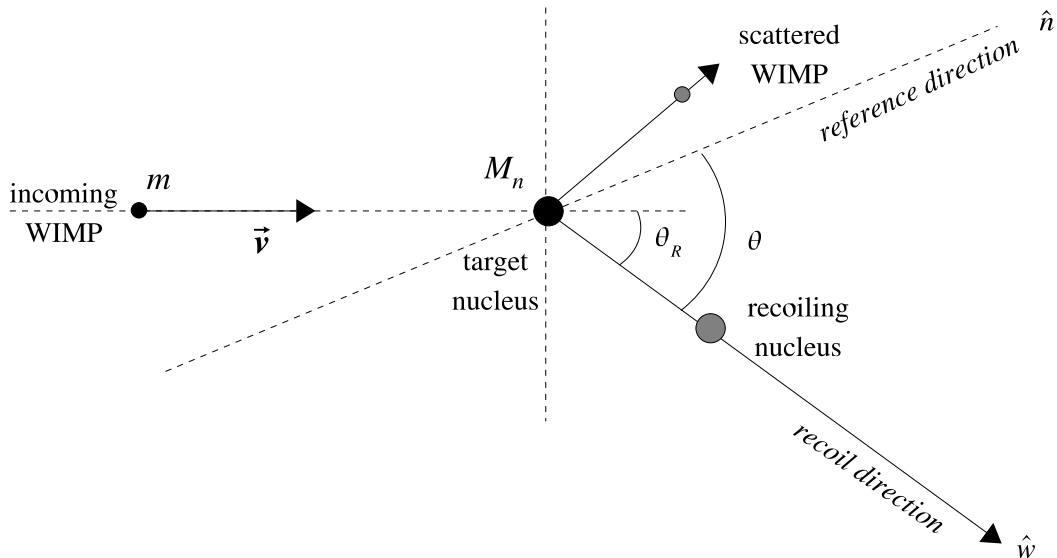 n̂
scattered
WIMP
reference direction
M_n
m
incoming
WIMP
v⃗
θ_R
θ
target
nucleus
recoiling
nucleus
recoil direction
ŵ